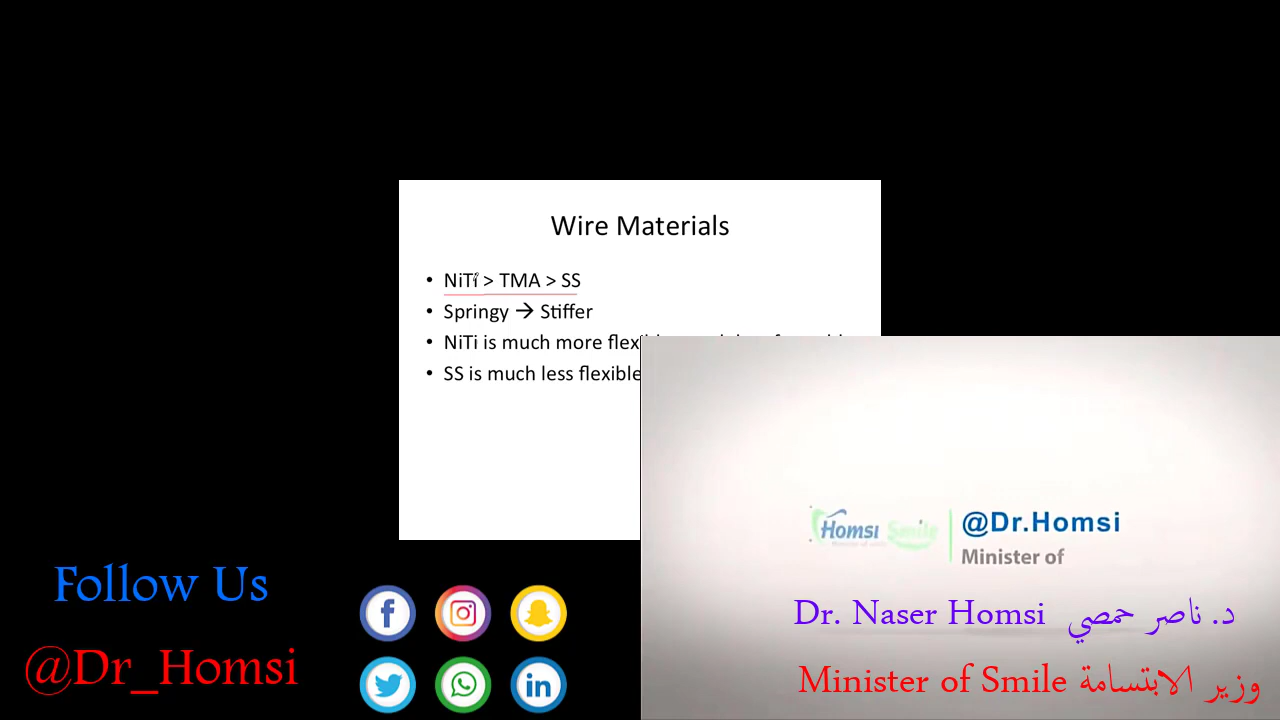 Wire Materials
• NiTi > TMA > SS
• Springy → Stiffer
• NiTi is much more
• SS is much less flexible
Homsi Smile
@Dr.Homsi
Minister of
Follow Us
@Dr_Homsi
Dr. Naser Homsi د. ناصر حمصي
Minister of Smile وزير الابتسامة